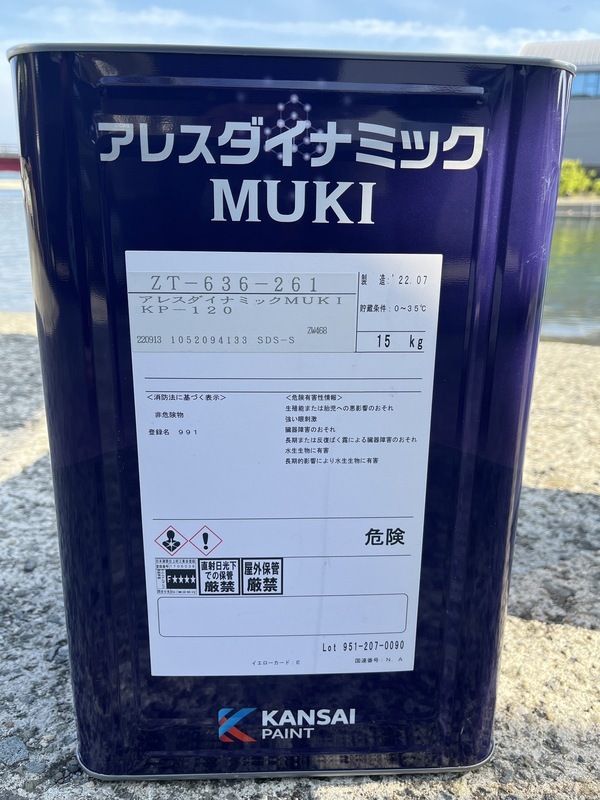 アレスダイナミック
MUKI
ZT-636-261
アレスダイナミックMUKI
KP-120
ZW468
220913 1052094133 SDS-S
製 造:'22.07
貯蔵条件:0~35℃
15 kg
<消防法に基づく表示>
非危険物
登録名 991
<危険有害性情報>
生殖能または胎児への悪影響のおそれ
強い眼刺激
臓器障害のおそれ
長期または反復ばく露による臓器障害のおそれ
水生生物に有害
長期的影響により水生生物に有害
危険
F★★★★
直射日光下
での保管
厳禁
屋外保管
厳禁
Lot 951-207-0090
イエローカード:E
国連番号:N.A
KANSAI
PAINT